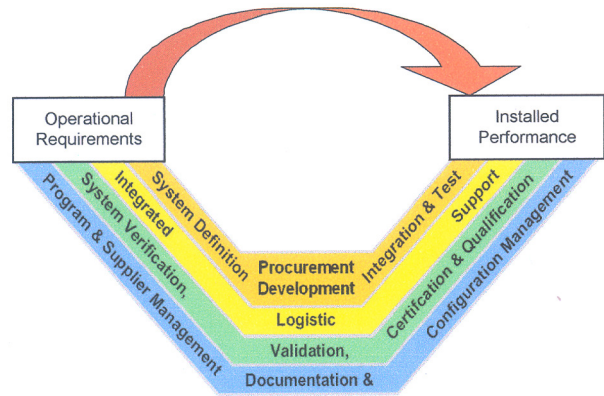 Operational
Requirements
Installed
Performance
System Definition
Procurement
Development
Integration & Test
Integrated
Logistic
Support
System Verification,
Validation,
Certifcation & Qualification
Program & Supplier Management
Documentation &
Configuration Management